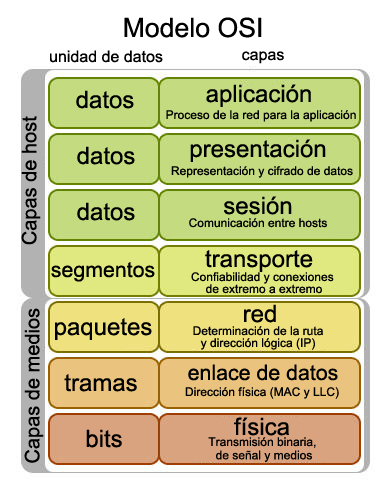 Modelo OSI
unidad de datos
capas
Capas de host
datos
aplicación
Proceso de la red para la aplicación
datos
presentación
Representación y cifrado de datos
datos
sesión
Comunicación entre hosts
segmentos
transporte
Confiabilidad y conexiones
de extremo a extremo
Capas de medios
paquetes
red
Determinación de la ruta
y dirección lógica (IP)
tramas
enlace de datos
Dirección física (MAC y LLC)
bits
física
Transmisión binaria,
de señal y medios